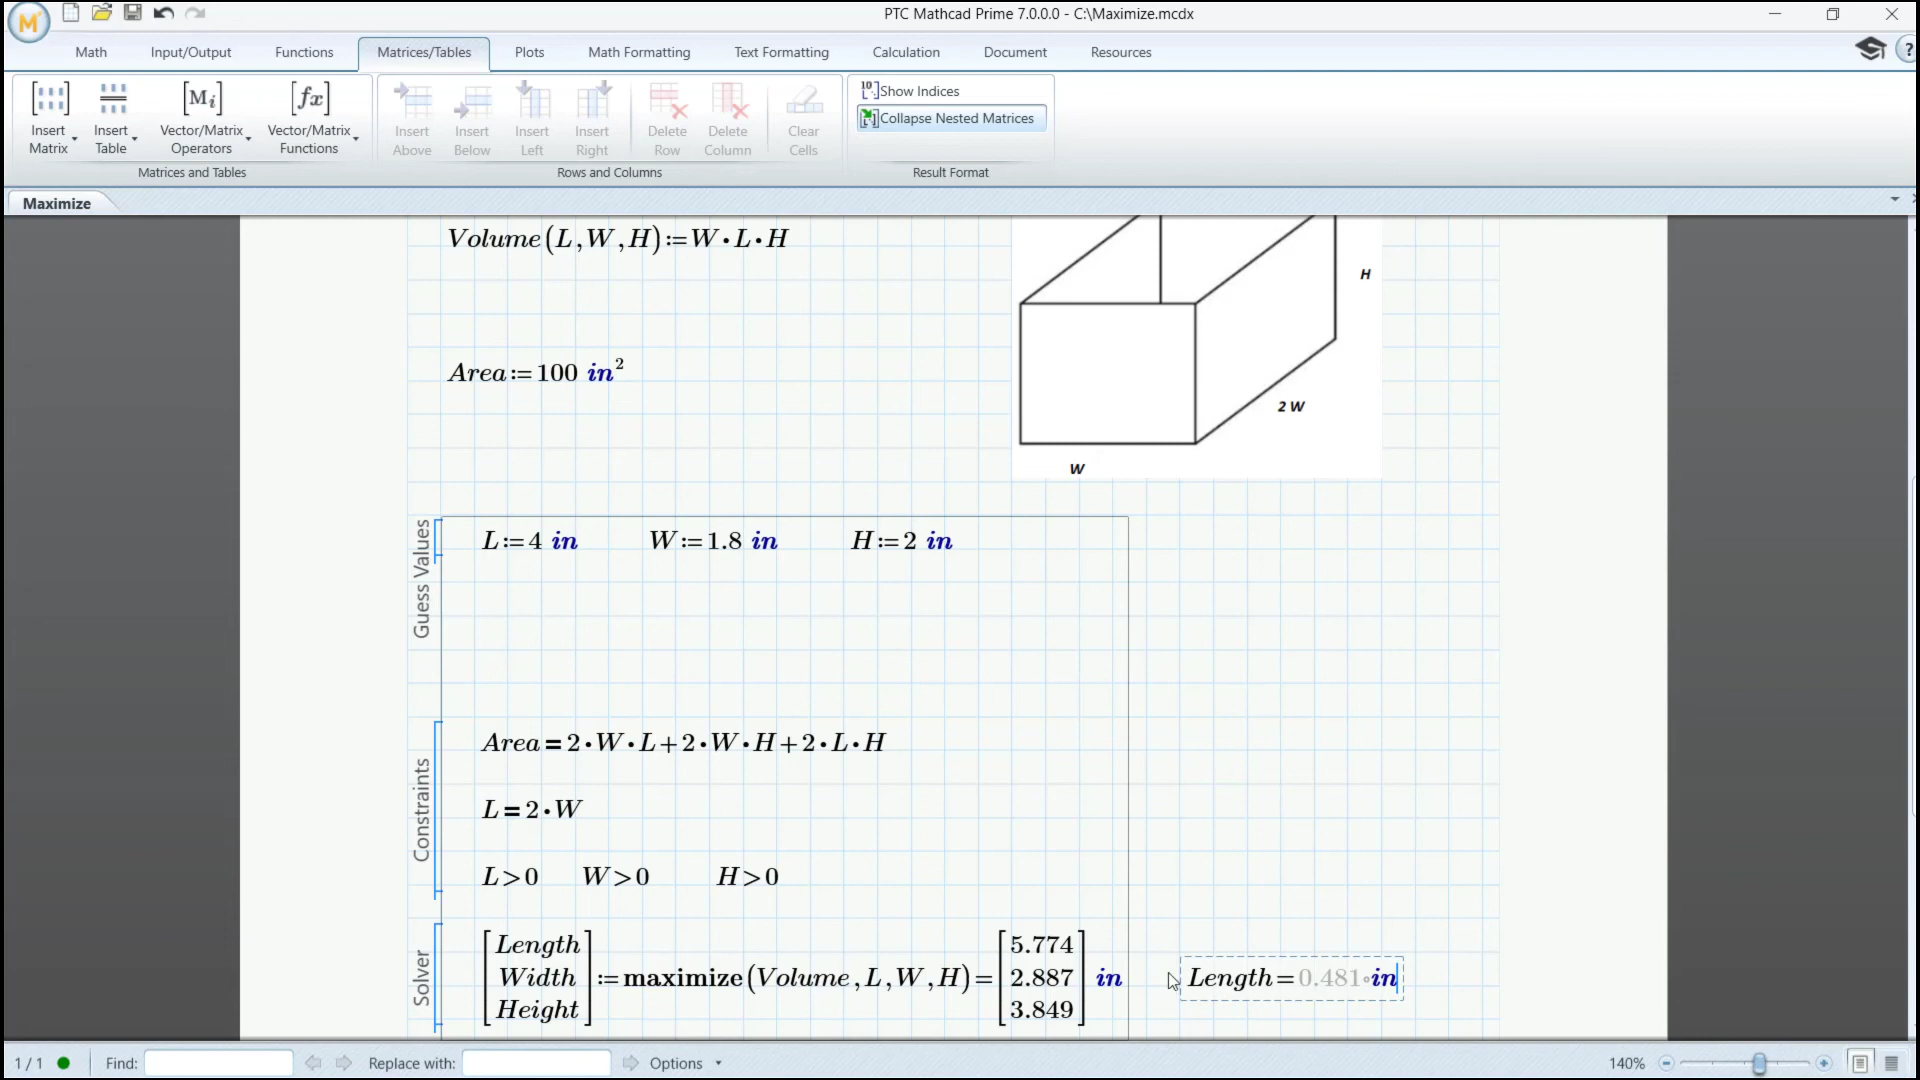 PTC Mathcad Prime 7.0.0.0 - C:\Maximize.mcdx
Math Input/Output Functions Matrices/Tables Plots Math Formatting Text Formatting Calculation Document Resources
Insert Matrix
Insert Table
[Mi] Vector/Matrix Operators
[fx] Vector/Matrix Functions
Matrices and Tables
Insert Above
Insert Below
Insert Left
Insert Right
Delete Row
Delete Column
Clear Cells
Rows and Columns
Show Indices
Collapse Nested Matrices
Result Format
Maximize
Volume(L,W,H):=W·L·H
H
Area:=100 in²
2 W
W
Guess Values
L:=4 in W:=1.8 in H:=2 in
Constraints
Area=2·W·L+2·W·H+2·L·H
L=2·W
L>0 W>0 H>0
Solver
[Length
Width
Height]:=maximize(Volume,L,W,H)=[5.774
2.887
3.849] in
Length=0.481∘in
1 / 1 Find: Replace with: Options 140%